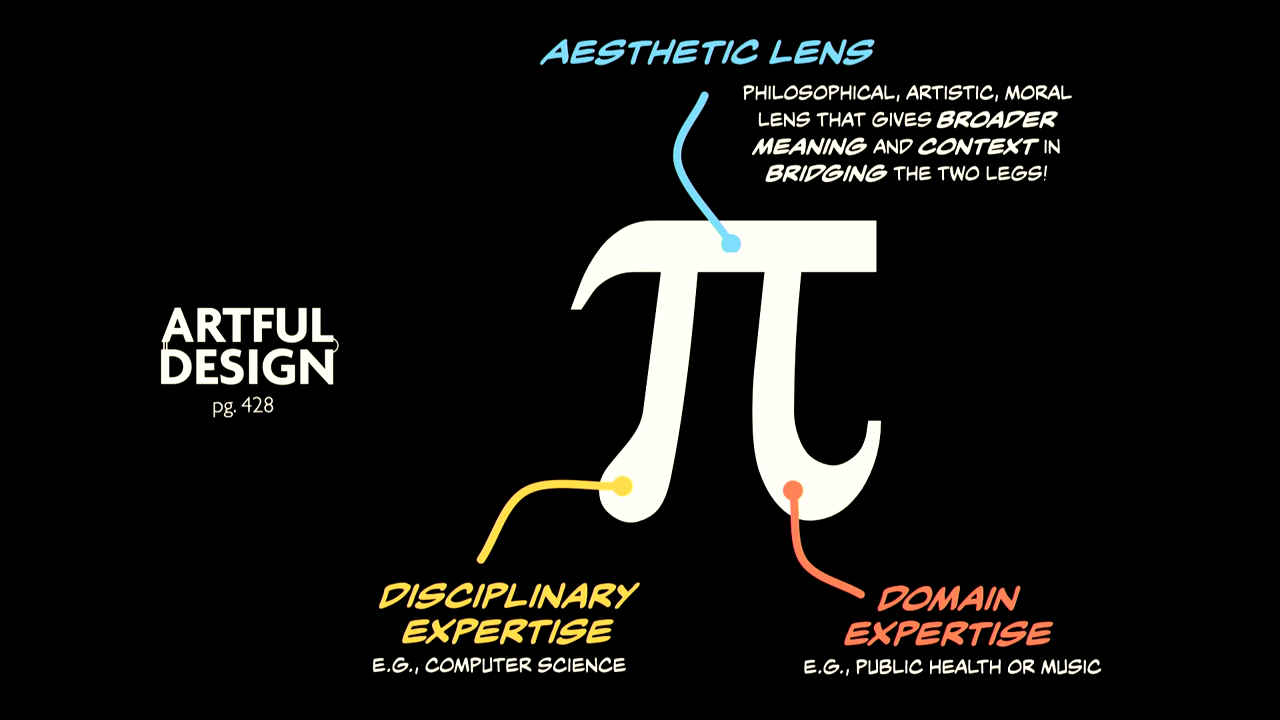 AESTHETIC LENS
PHILOSOPHICAL, ARTISTIC, MORAL
LENS THAT GIVES BROADER
MEANING AND CONTEXT IN
BRIDGING THE TWO LEGS!
π
ARTFUL
DESIGN
pg. 428
DISCIPLINARY
EXPERTISE
E.G., COMPUTER SCIENCE
DOMAIN
EXPERTISE
E.G., PUBLIC HEALTH OR MUSIC